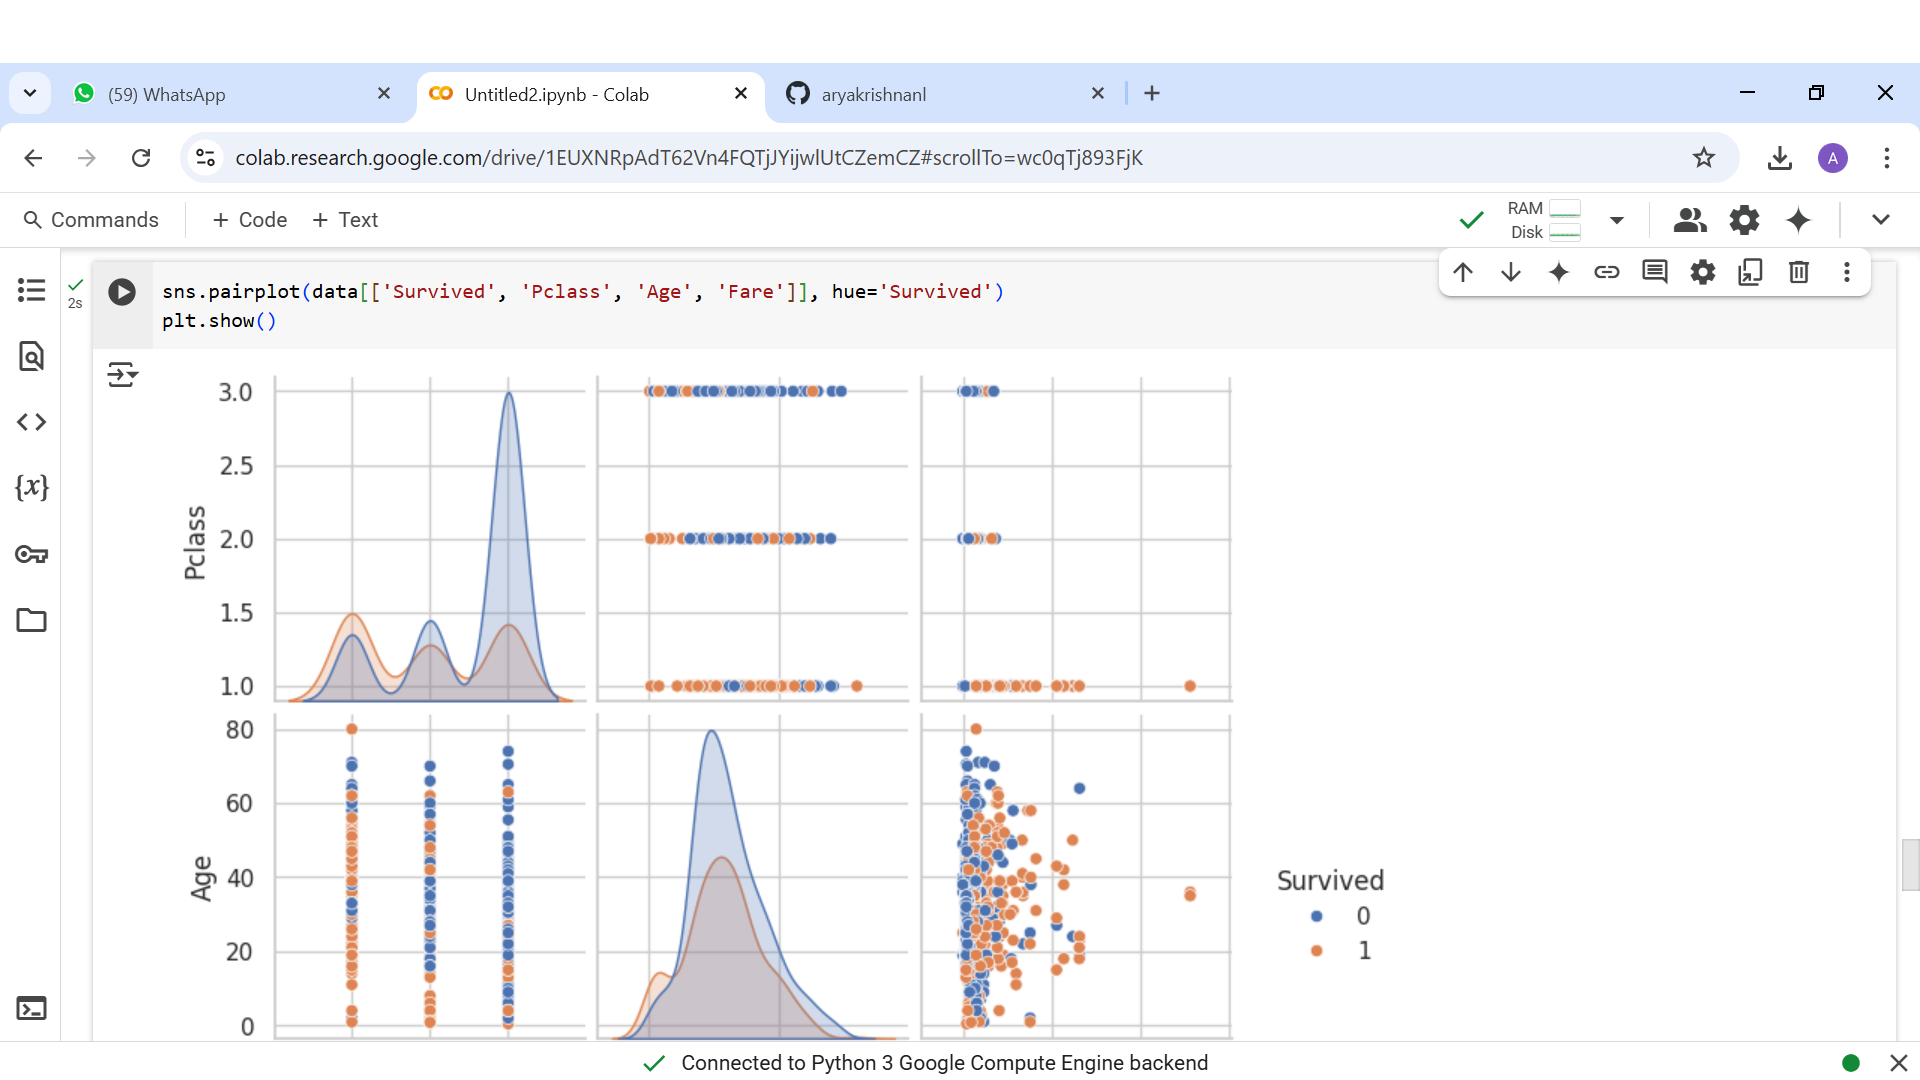 (59) WhatsApp
Untitled2.ipynb - Colab
aryakrishnanl
colab.research.google.com/drive/1EUXNRpAdT62Vn4FQTjJYijwlUtCZemCZ#scrollTo=wc0qTj893FjK
A
Commands
+ Code
+ Text
RAM
Disk
2s
sns.pairplot(data[['Survived', 'Pclass', 'Age', 'Fare']], hue='Survived')
plt.show()
3.0
2.5
2.0
1.5
1.0
Pclass
80
60
40
20
0
Age
Survived
0
1
Connected to Python 3 Google Compute Engine backend